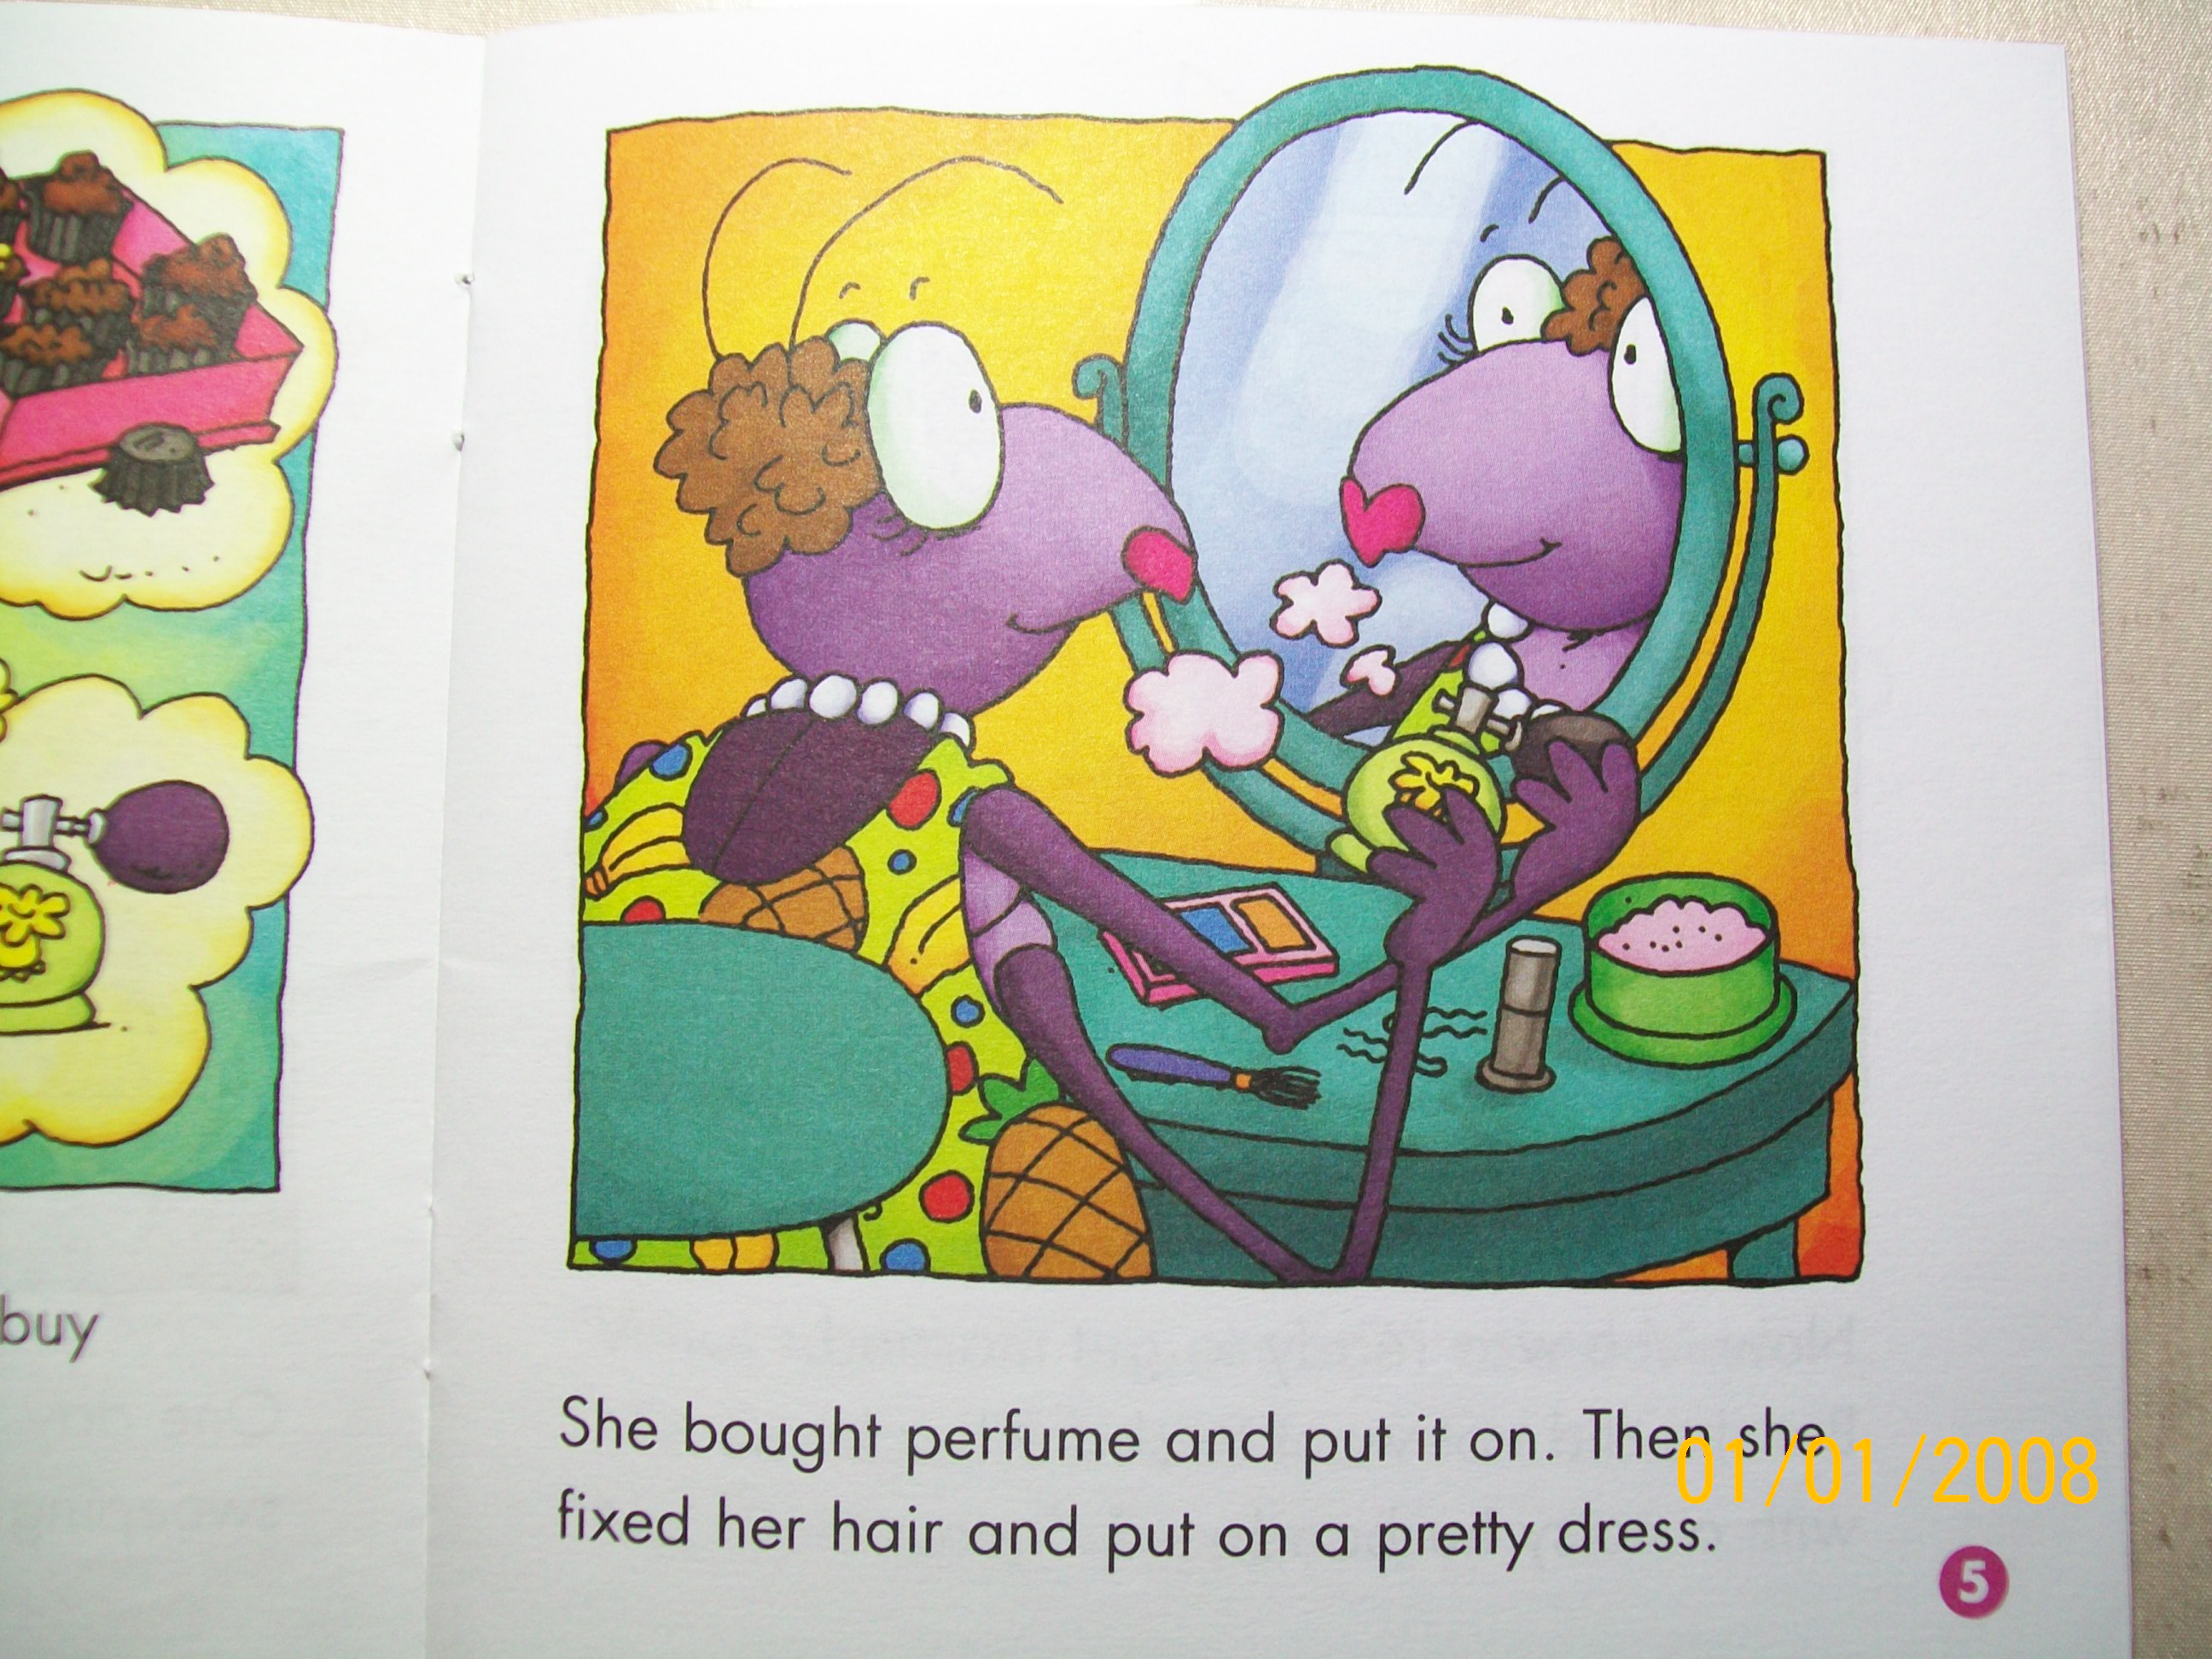 buy
She bought perfume and put it on. Then she
fixed her hair and put on a pretty dress.
01/01/2008
5